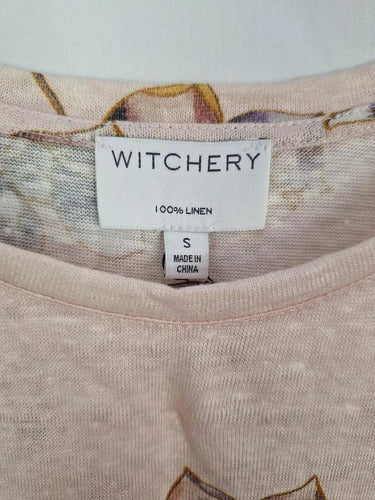 WITCHERY
100% LINEN
S
MADE IN
CHINA